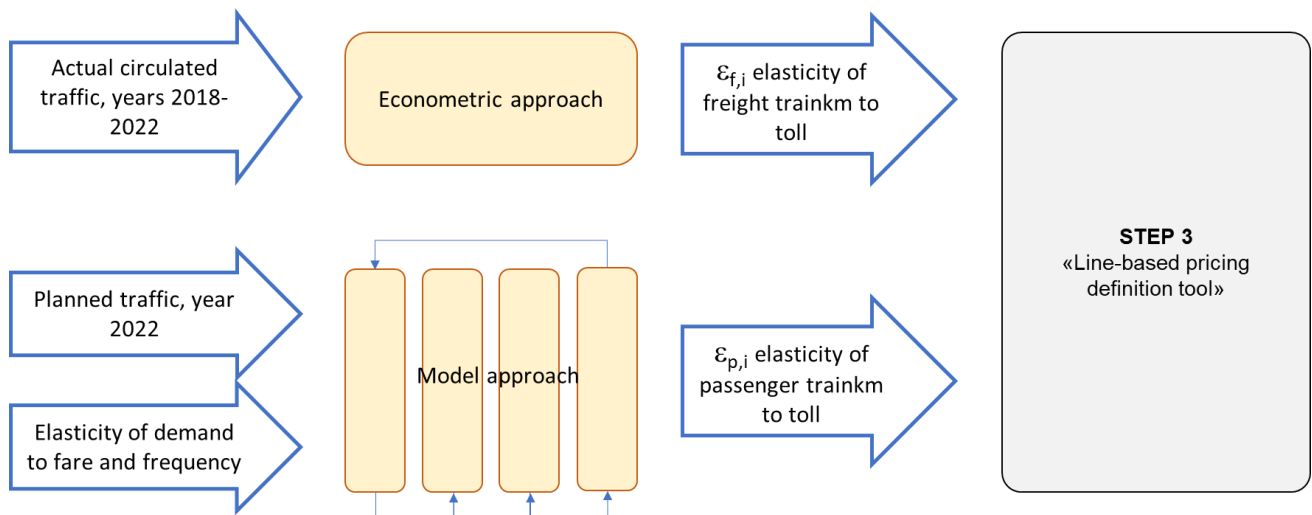 Actual circulated
traffic, years 2018-
2022
Econometric approach
εf,i elasticity of
freight trainkm to
toll
Planned traffic, year
2022
Elasticity of demand
to fare and frequency
Model approach
εp,i elasticity of
passenger trainkm
to toll
STEP 3
«Line-based pricing
definition tool»